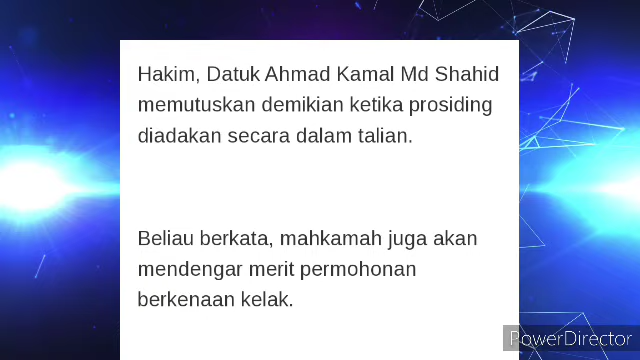 Hakim, Datuk Ahmad Kamal Md Shahid
memutuskan demikian ketika prosiding
diadakan secara dalam talian.
Beliau berkata, mahkamah juga akan
mendengar merit permohonan
berkenaan kelak.
PowerDirector